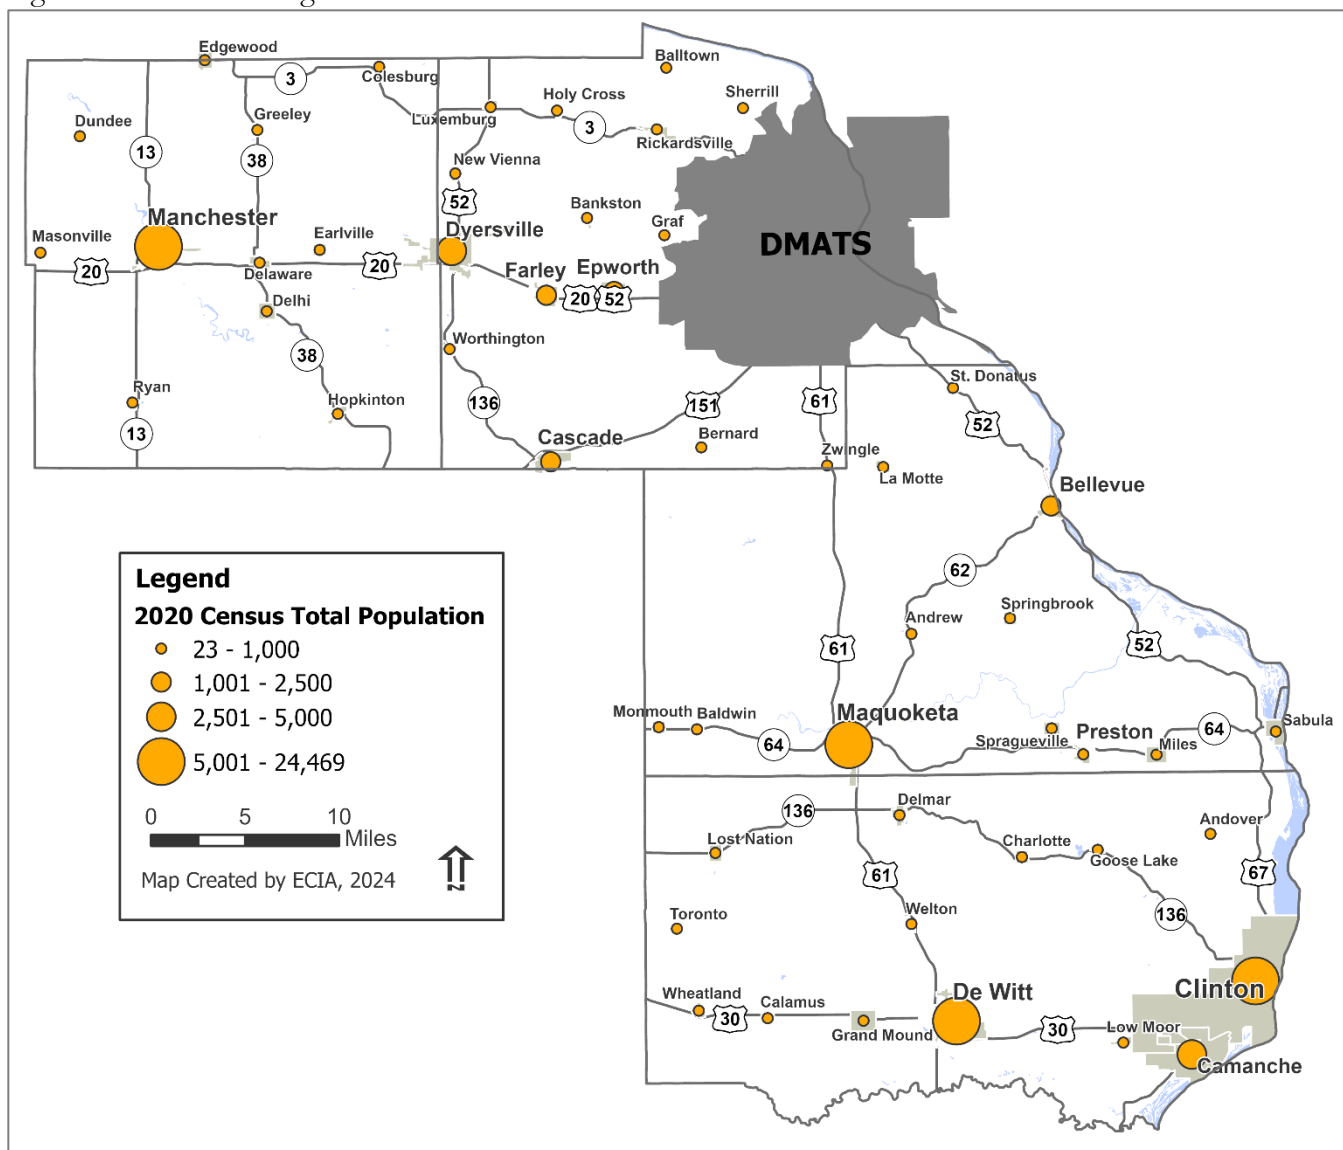 Edgewood
Balltown
3
Colesburg
Holy Cross
Sherrill
Dundee
Greeley
Luxemburg
3
Rickardsville
13
38
New Vienna
52
Bankston
Graf
Manchester
Masonville
Earlville
Dyersville
DMATS
20
Delaware
20
Farley
Epworth
20
52
Delhi
38
Worthington
St. Donatus
Ryan
Hopkinton
136
151
61
52
13
Cascade
Bernard
Zwingle
La Motte
Bellevue
62
Legend
2020 Census Total Population
23 - 1,000
1,001 - 2,500
2,501 - 5,000
5,001 - 24,469
0
5
10
Miles
Map Created by ECIA, 2024
N
Andrew
Springbrook
61
52
Monmouth
Baldwin
Maquoketa
64
Spragueville
Preston
Miles
64
Sabula
136
Delmar
Lost Nation
Charlotte
Goose Lake
Andover
61
67
Toronto
Welton
136
Wheatland
Calamus
30
Grand Mound
De Witt
30
Low Moor
Clinton
Camanche